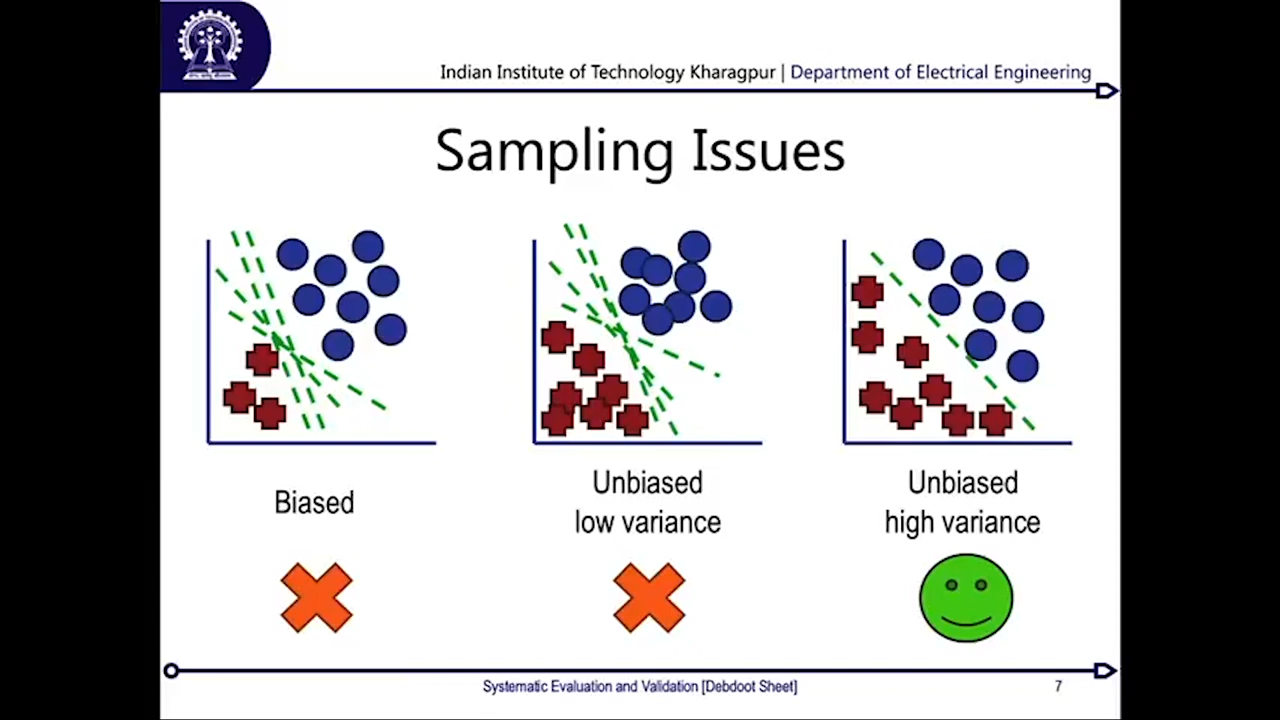 Indian Institute of Technology Kharagpur | Department of Electrical Engineering
Sampling Issues
Biased
Unbiased
low variance
Unbiased
high variance
Systematic Evaluation and Validation [Debdoot Sheet]
7